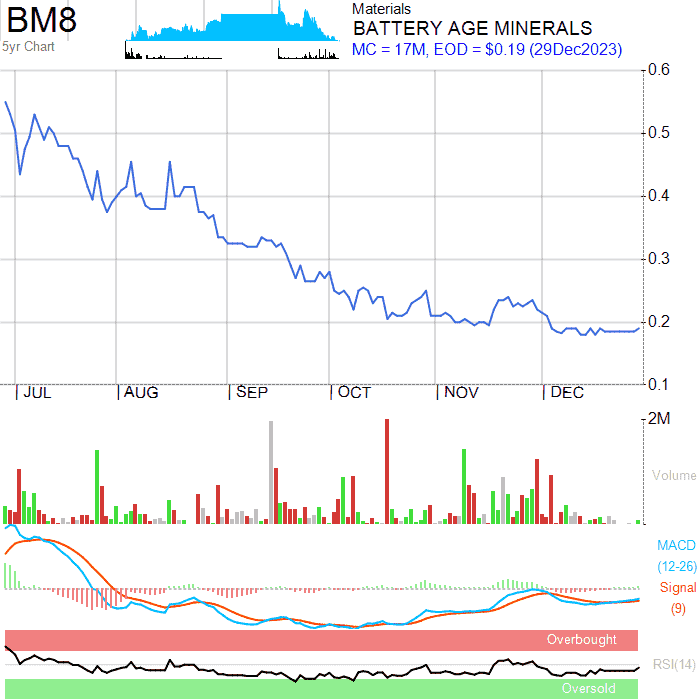 BM8
5yr Chart
Materials
BATTERY AGE MINERALS
MC = 17M, EOD = $0.19 (29Dec2023)
0.6
0.5
0.4
0.3
0.2
0.1
JUL AUG SEP OCT NOV DEC
2M
Volume
MACD
(12-26)
Signal
(9)
Overbought
RSI(14)
Oversold